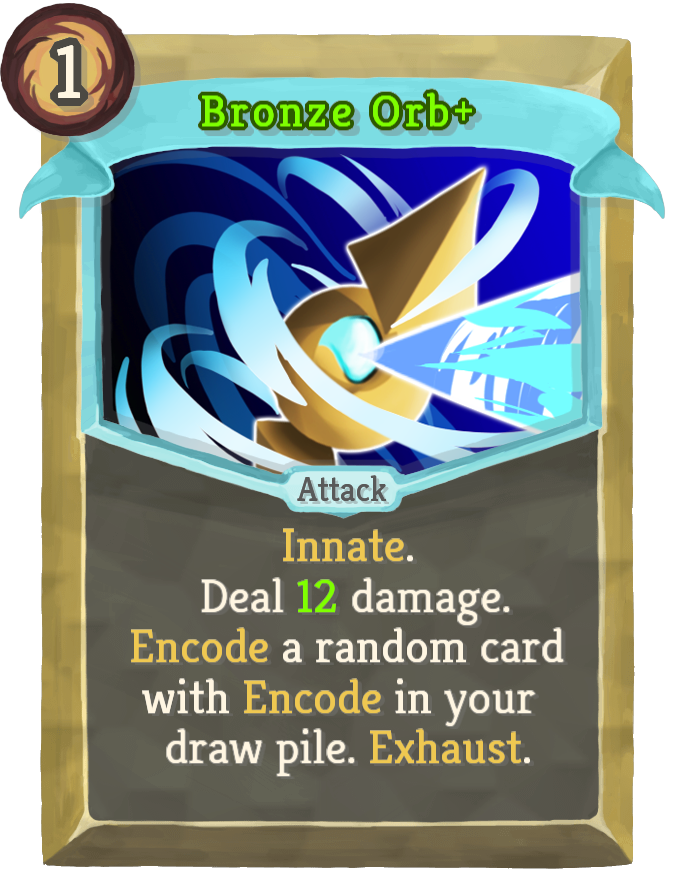 1
Bronze Orb+
Attack
Innate.
Deal 12 damage.
Encode a random card
with Encode in your
draw pile. Exhaust.